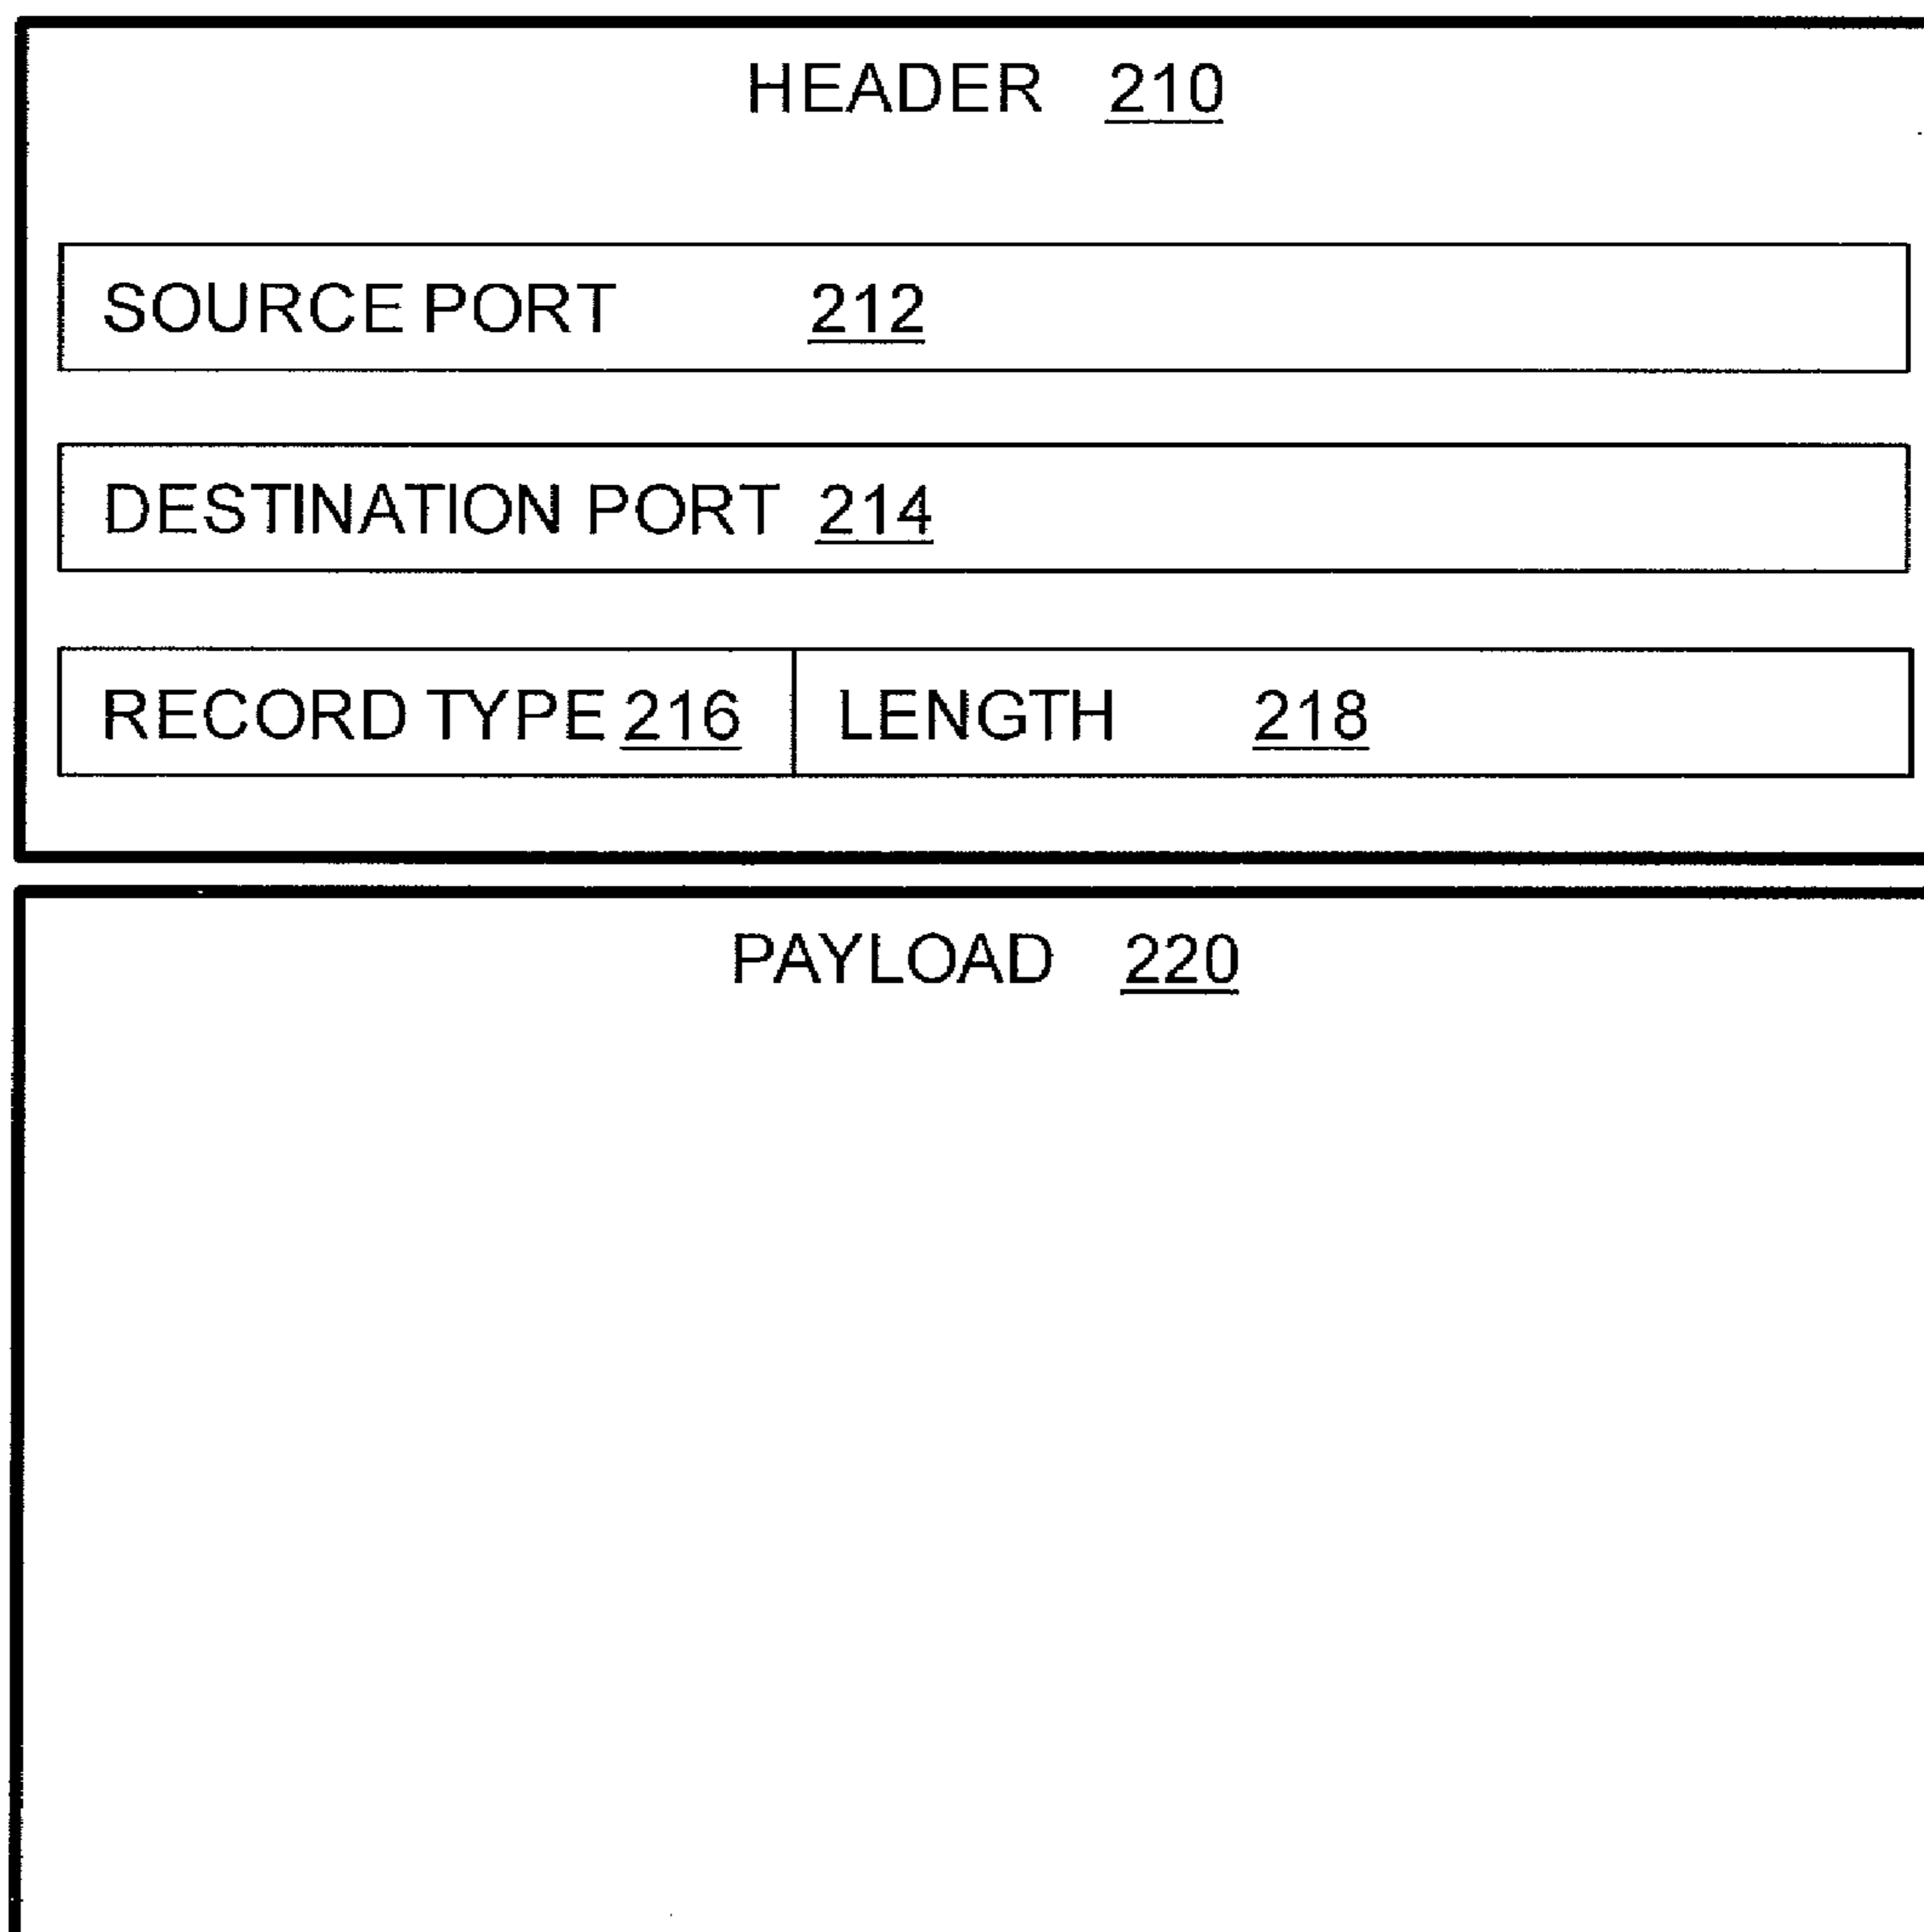 HEADER 210
SOURCE PORT 212
DESTINATION PORT 214
RECORD TYPE 216 LENGTH 218
PAYLOAD 220